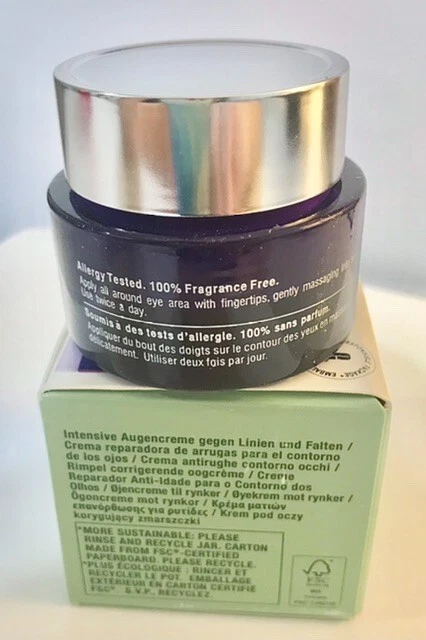 Allergy Tested. 100% Fragrance Free.
Apply all around eye area with fingertips, gently massaging
Use twice a day.
Soumis à des tests d'allergie. 100% sans parfum.
Appliquer du bout des doigts sur le contour des yeux en
délicatement. Utiliser deux fois par jour.
Intensive Augencreme gegen Linien und Falten /
Crema reparadora de arrugas para el contorno
de los ojos / Crema antirughe contorno occhi /
Rimpel corrigerende oogcrème / Creme
Reparador Anti-Idade para o Contorno dos
Olhos / Øjencreme til rynker / Øyekrem mot rynker /
Ögoncreme mot rynkor / Κρέμα ματιών
επανόρθωσης για ρυτίδες / Krem pod oczy
korygujący zmarszczki
*MORE SUSTAINABLE: PLEASE
RINSE AND RECYCLE JAR. CARTON
MADE FROM FSC®-CERTIFIED
PAPERBOARD. PLEASE RECYCLE.
*PLUS ÉCOLOGIQUE : RINCER ET
RECYCLER LE POT. EMBALLAGE
EXTÉRIEUR EN CARTON CERTIFIÉ
FSC®. SVP, RECYCLEZ.
FSC
MIX